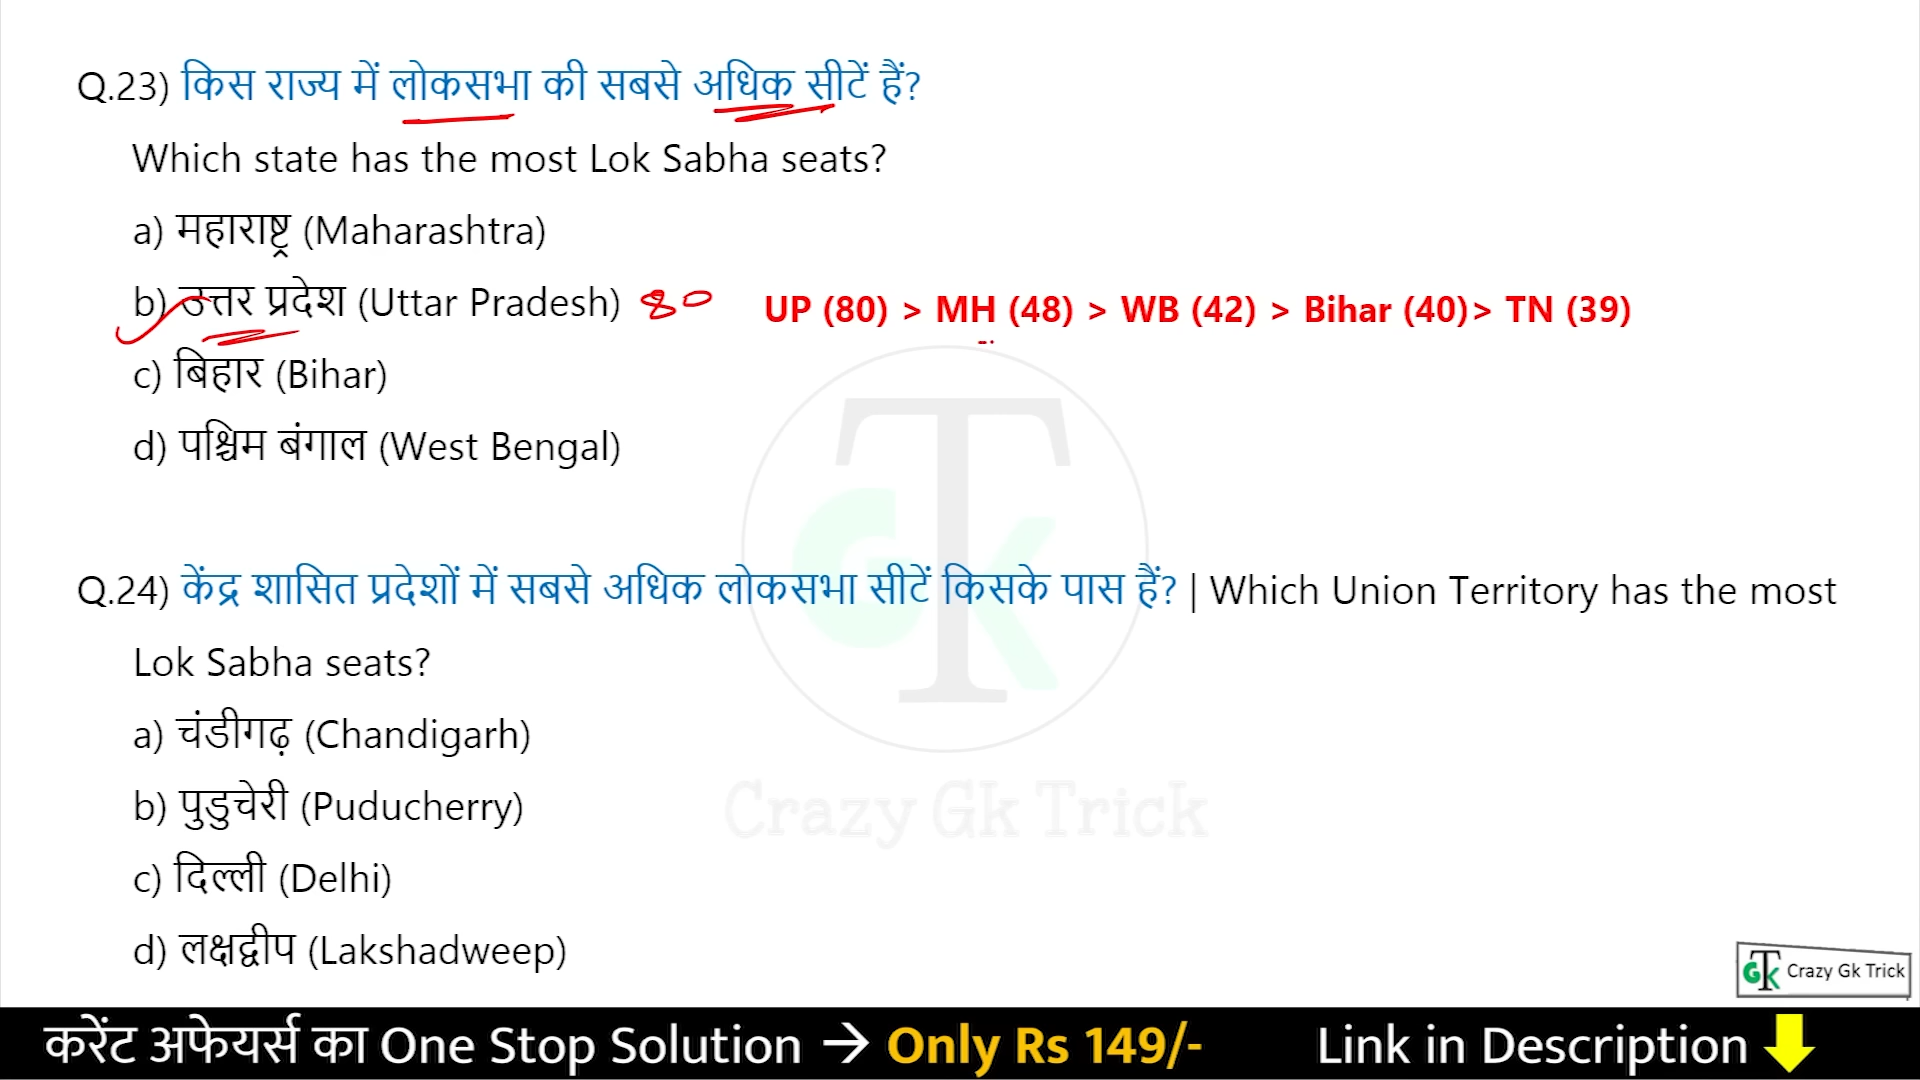 Q.23) किस राज्य में लोकसभा की सबसे अधिक सीटें हैं?
Which state has the most Lok Sabha seats?
a) महाराष्ट्र (Maharashtra)
b) उत्तर प्रदेश (Uttar Pradesh) 80 UP (80) > MH (48) > WB (42) > Bihar (40)> TN (39)
c) बिहार (Bihar)
d) पश्चिम बंगाल (West Bengal)
Q.24) केंद्र शासित प्रदेशों में सबसे अधिक लोकसभा सीटें किसके पास हैं? | Which Union Territory has the most
Lok Sabha seats?
a) चंडीगढ़ (Chandigarh)
b) पुडुचेरी (Puducherry)
c) दिल्ली (Delhi)
d) लक्षद्वीप (Lakshadweep)
TGK
Crazy Gk Trick
GTK Crazy Gk Trick
करेंट अफेयर्स का One Stop Solution → Only Rs 149/- Link in Description